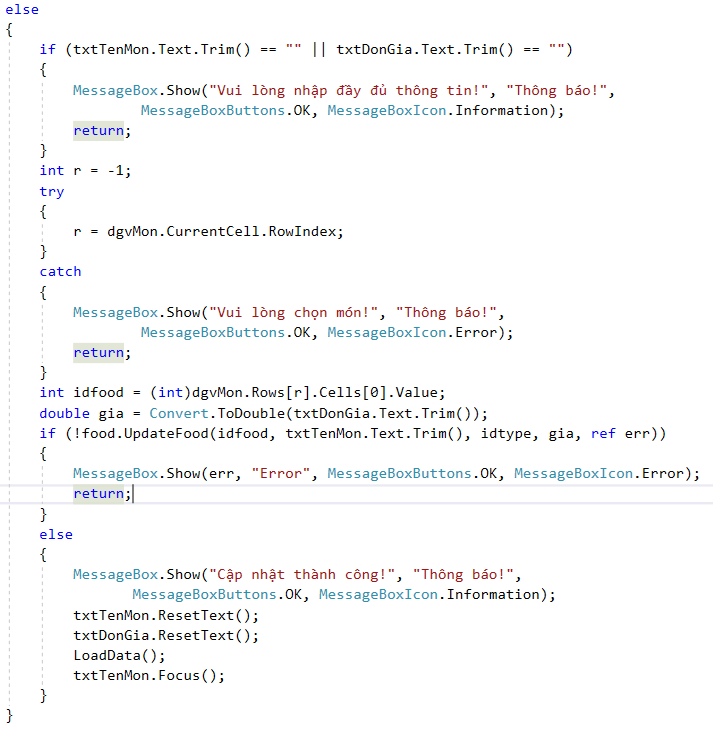 else
{
if (txtTenMon.Text.Trim() == "" || txtDonGia.Text.Trim() == "")
{
MessageBox.Show("Vui lòng nhập đầy đủ thông tin!", "Thông báo!",
MessageBoxButtons.OK, MessageBoxIcon.Information);
return;
}
int r = -1;
try
{
r = dgvMon.CurrentCell.RowIndex;
}
catch
{
MessageBox.Show("Vui lòng chọn món!", "Thông báo!",
MessageBoxButtons.OK, MessageBoxIcon.Error);
return;
}
int idfood = (int)dgvMon.Rows[r].Cells[0].Value;
double gia = Convert.ToDouble(txtDonGia.Text.Trim());
if (!food.UpdateFood(idfood, txtTenMon.Text.Trim(), idtype, gia, ref err))
{
MessageBox.Show(err, "Error", MessageBoxButtons.OK, MessageBoxIcon.Error);
return;
}
else
{
MessageBox.Show("Cập nhật thành công!", "Thông báo!",
MessageBoxButtons.OK, MessageBoxIcon.Information);
txtTenMon.ResetText();
txtDonGia.ResetText();
LoadData();
txtTenMon.Focus();
}
}